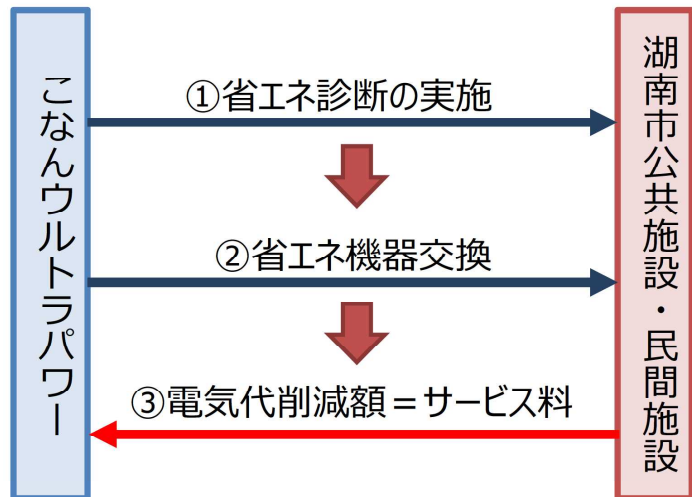 こなんウルトラパワー
①省エネ診断の実施
②省エネ機器交換
③電気代削減額＝サービス料
湖南市公共施設・民間施設